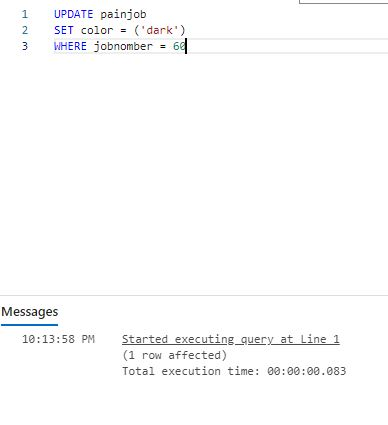 1 UPDATE painjob
2 SET color = ('dark')
3 WHERE jobnomber = 60
Messages
10:13:58 PM Started executing query at Line 1
(1 row affected)
Total execution time: 00:00:00.083